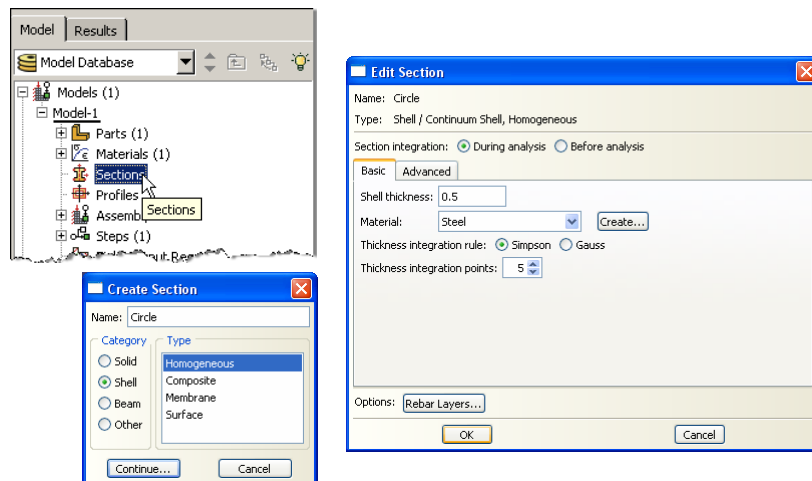 Model Results
Model Database
Models (1)
Model-1
Parts (1)
Materials (1)
Sections
Profiles
Sections
Assemb
Steps (1)
Create Section
Name: Circle
Category Type
Solid Homogeneous
Shell Composite
Beam Membrane
Other Surface
Continue... Cancel
Edit Section
Name: Circle
Type: Shell / Continuum Shell, Homogeneous
Section integration: During analysis Before analysis
Basic Advanced
Shell thickness: 0.5
Material: Steel Create...
Thickness integration rule: Simpson Gauss
Thickness integration points: 5
Options: Rebar Layers...
OK Cancel